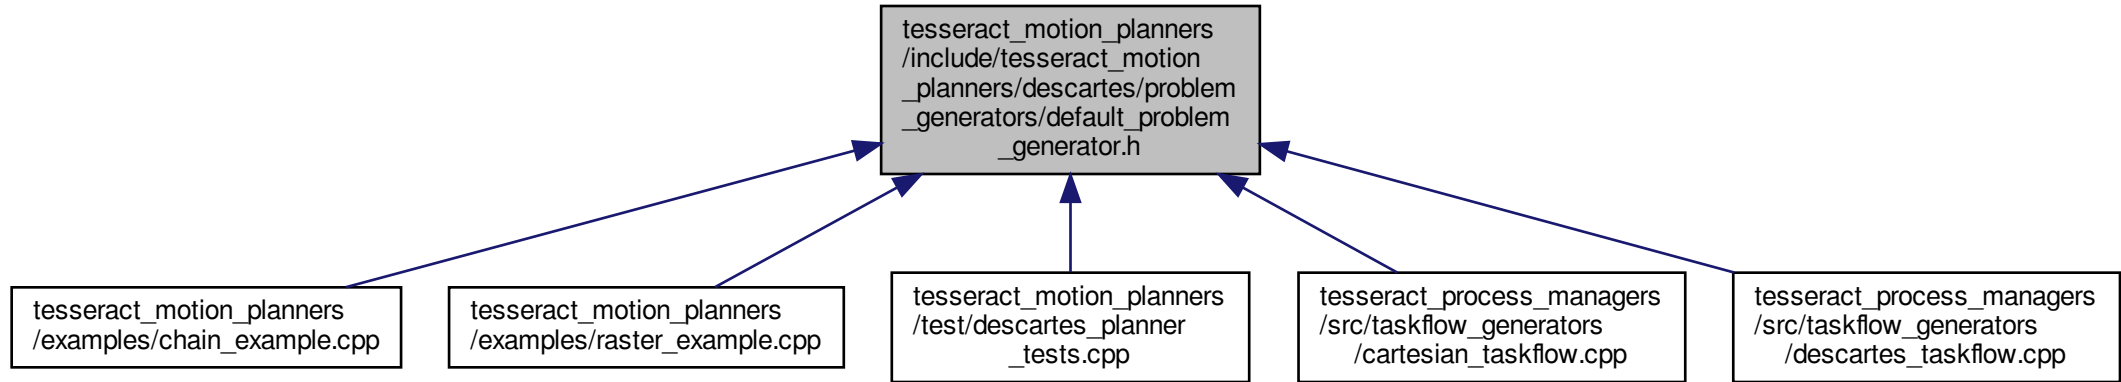 tesseract_motion_planners
/include/tesseract_motion
_planners/descartes/problem
_generators/default_problem
_generator.h
tesseract_motion_planners
/examples/chain_example.cpp
tesseract_motion_planners
/examples/raster_example.cpp
tesseract_motion_planners
/test/descartes_planner
_tests.cpp
tesseract_process_managers
/src/taskflow_generators
/cartesian_taskflow.cpp
tesseract_process_managers
/src/taskflow_generators
/descartes_taskflow.cpp